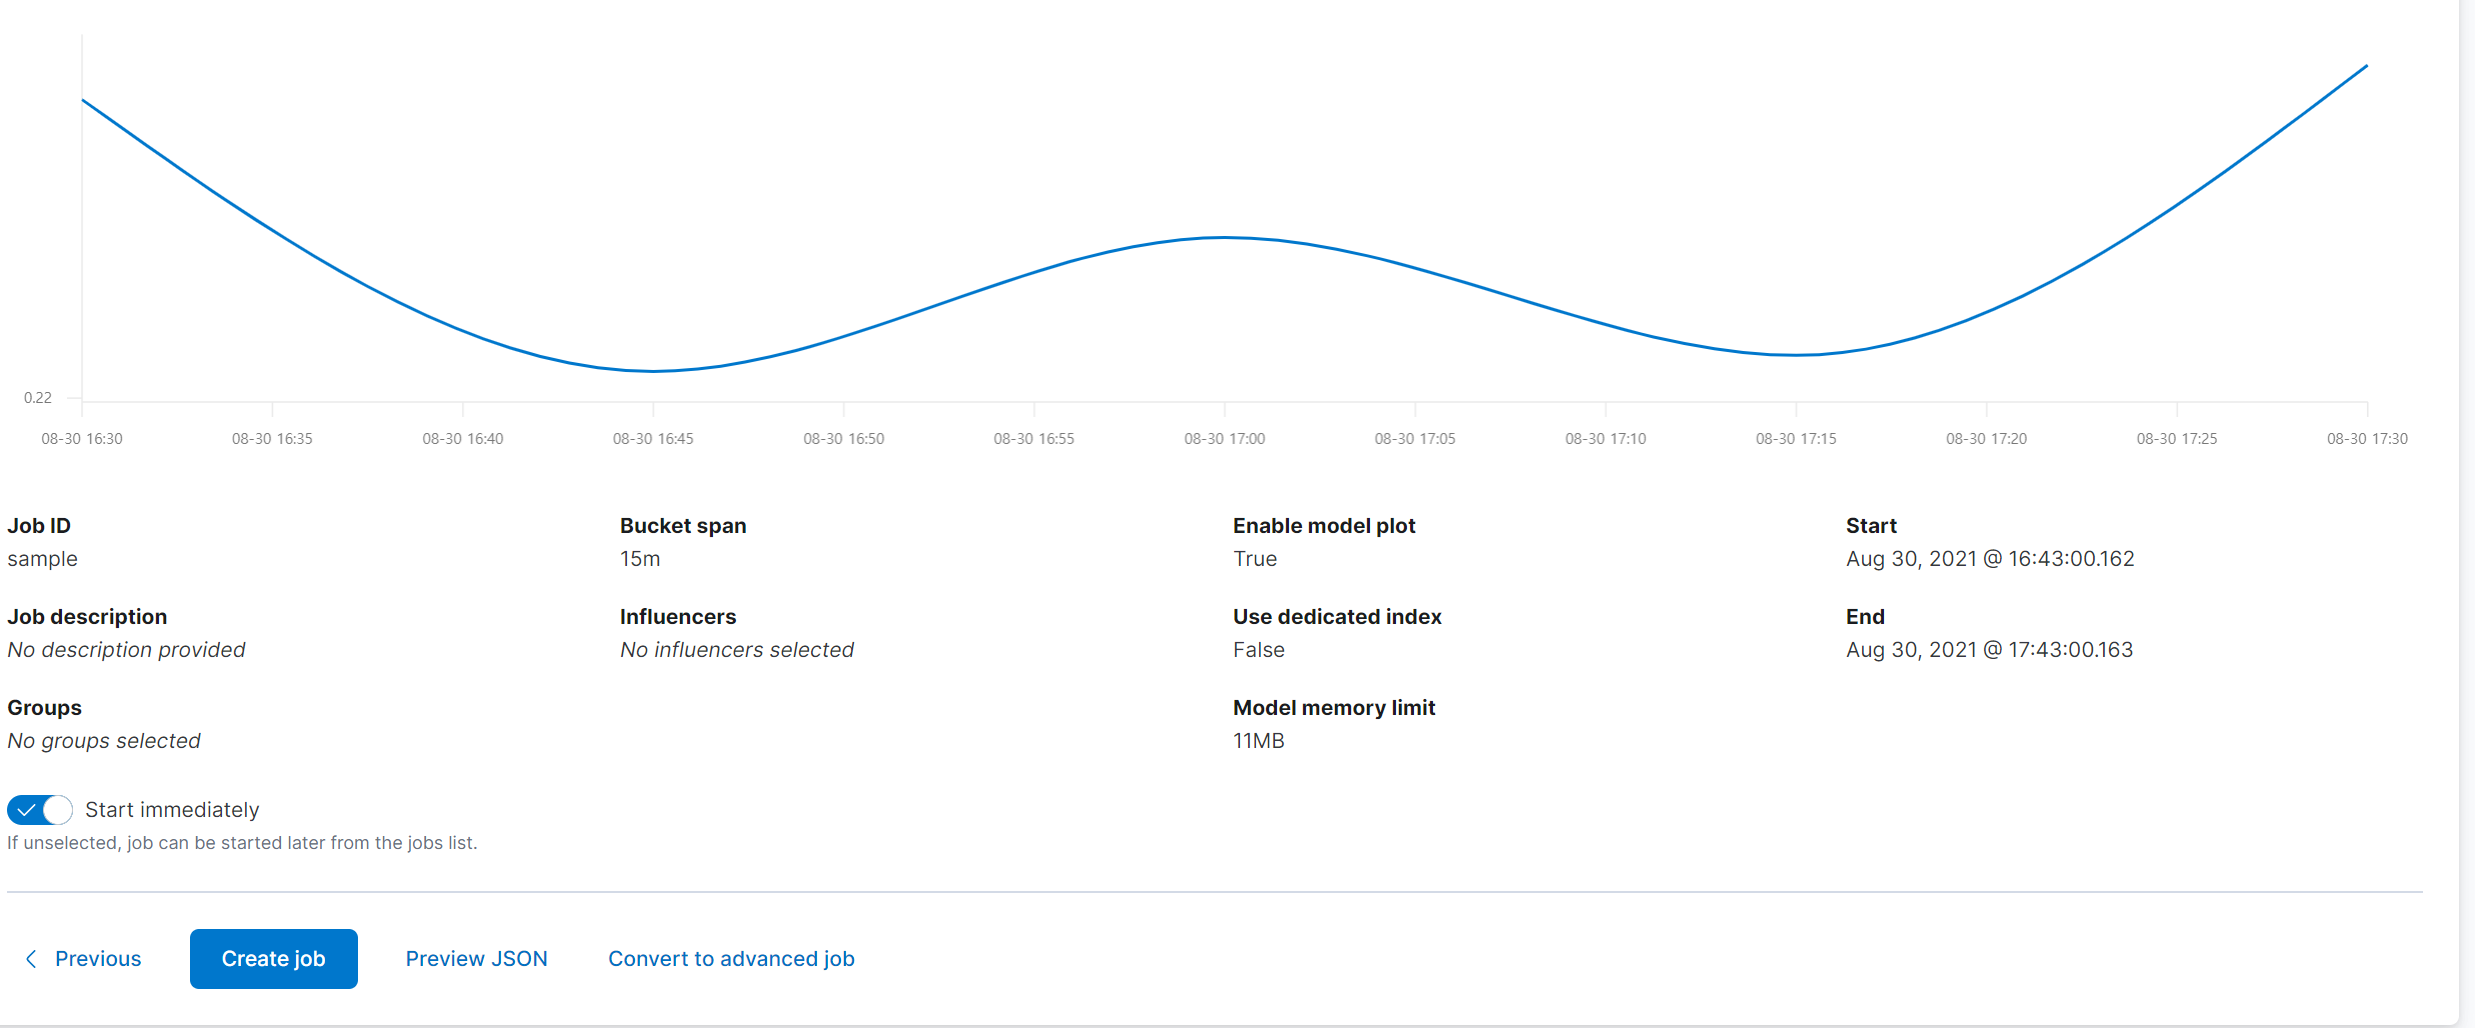 0.22
08-30 16:30 08-30 16:35 08-30 16:40 08-30 16:45 08-30 16:50 08-30 16:55 08-30 17:00 08-30 17:05 08-30 17:10 08-30 17:15 08-30 17:20 08-30 17:25 08-30 17:30
Job ID
sample
Job description
No description provided
Groups
No groups selected
Bucket span
15m
Influencers
No influencers selected
Enable model plot
True
Use dedicated index
False
Model memory limit
11MB
Start
Aug 30, 2021 @ 16:43:00.162
End
Aug 30, 2021 @ 17:43:00.163
Start immediately
If unselected, job can be started later from the jobs list.
Previous Create job Preview JSON Convert to advanced job